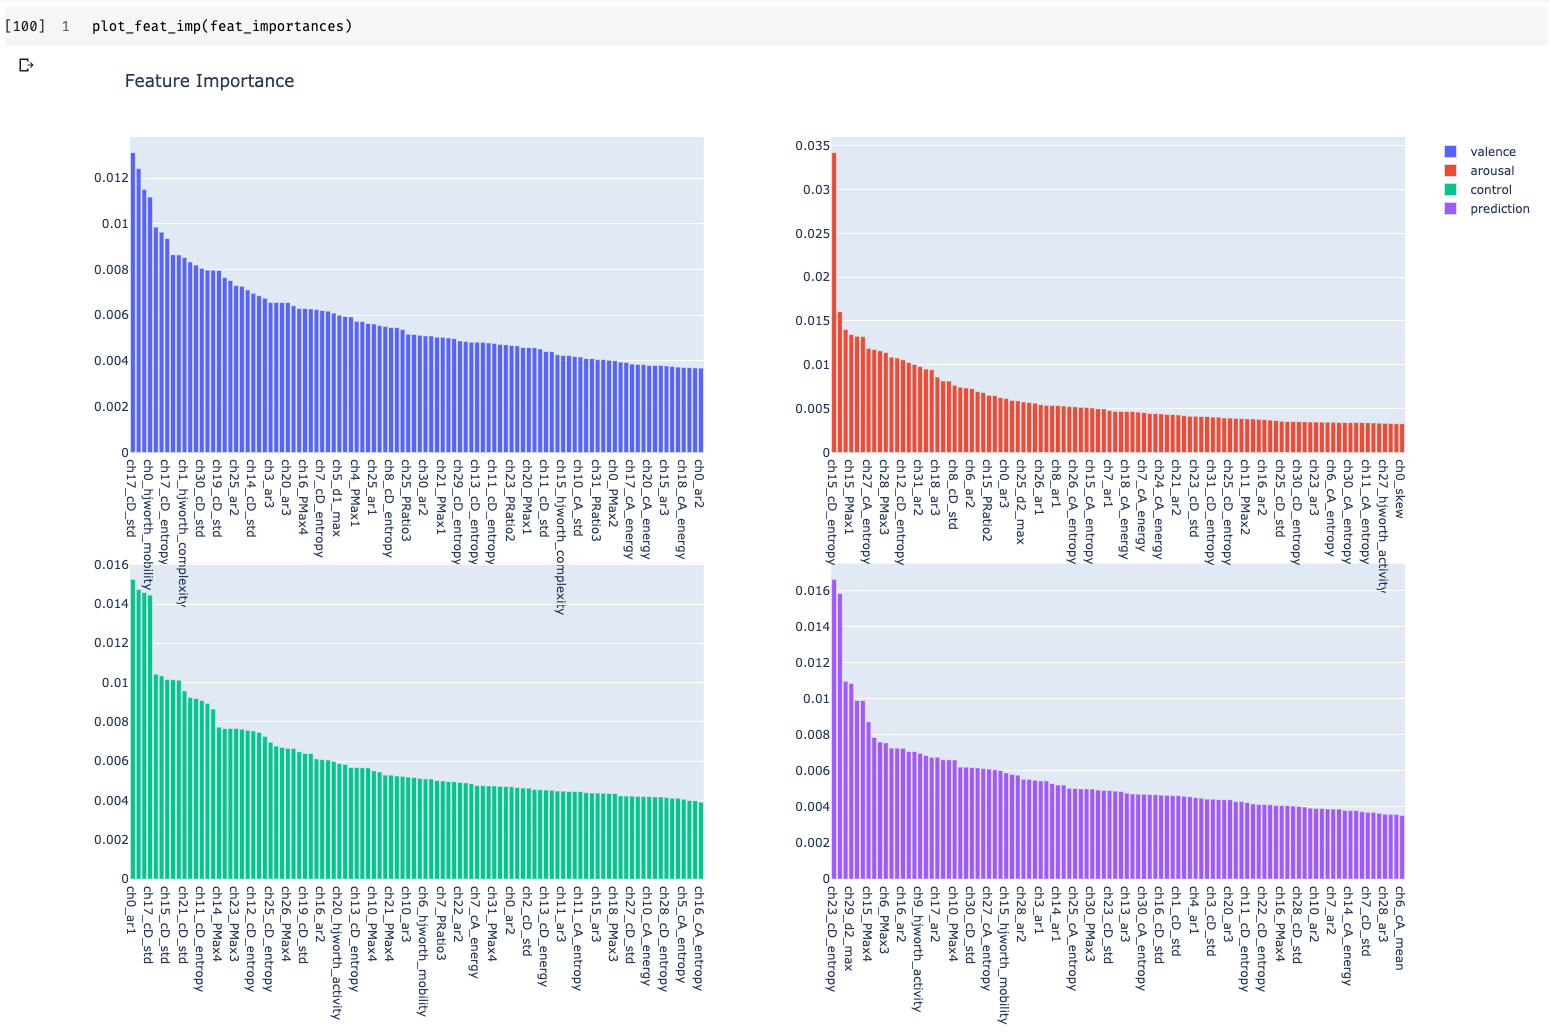 [100] 1 plot_feat_imp(feat_importances)
Feature Importance
valence
arousal
control
prediction
0.012
0.01
0.008
0.006
0.004
0.002
0
ch17_cD_std
ch0_hjworth_mobility
ch17_cD_entropy
ch1_hjworth_complexity
ch30_cD_std
ch19_cD_std
ch25_ar2
ch14_cD_std
ch3_ar3
ch20_ar3
ch16_PMax4
ch7_cD_entropy
ch5_d1_max
ch4_PMax1
ch25_ar1
ch8_cD_entropy
ch25_PRatio3
ch30_ar2
ch21_PMax1
ch29_cD_entropy
ch13_cD_entropy
ch11_cD_entropy
ch23_PRatio2
ch20_PMax1
ch11_cD_std
ch15_hjworth_complexity
ch10_cA_std
ch31_PRatio3
ch0_PMax2
ch17_cA_energy
ch20_cA_energy
ch15_ar3
ch18_cA_energy
ch0_ar2
0.035
0.03
0.025
0.02
0.015
0.01
0.005
0
ch15_cD_entropy
ch15_PMax1
ch27_cA_entropy
ch28_PMax3
ch12_cD_entropy
ch31_ar2
ch18_ar3
ch8_cD_std
ch6_ar2
ch15_PRatio2
ch0_ar3
ch25_d2_max
ch26_ar1
ch8_ar1
ch26_cA_entropy
ch15_cA_entropy
ch7_ar1
ch18_cA_energy
ch7_cA_energy
ch24_cA_energy
ch21_ar2
ch23_cD_std
ch31_cD_entropy
ch25_cD_entropy
ch11_PMax2
ch16_ar2
ch25_cD_std
ch30_cD_entropy
ch23_ar3
ch6_cA_entropy
ch30_cA_energy
ch11_cA_entropy
ch27_hjworth_activity
ch0_skew
0.016
0.014
0.012
0.01
0.008
0.006
0.004
0.002
0
ch0_ar1
ch17_cD_std
ch15_cD_std
ch21_cD_std
ch11_cD_entropy
ch14_PMax4
ch23_PMax3
ch12_cD_entropy
ch25_cD_entropy
ch26_PMax4
ch19_cD_std
ch16_ar2
ch20_hjworth_activity
ch13_cD_entropy
ch10_PMax4
ch21_PMax4
ch10_ar3
ch6_hjworth_mobility
ch7_PRatio3
ch22_ar2
ch7_cA_energy
ch31_PMax4
ch0_ar2
ch2_cD_std
ch13_cD_energy
ch11_ar3
ch11_cA_entropy
ch15_ar3
ch18_PMax3
ch27_cD_std
ch10_cA_energy
ch28_cD_entropy
ch5_cA_entropy
ch16_cA_entropy
0.016
0.014
0.012
0.01
0.008
0.006
0.004
0.002
0
ch23_cD_entropy
ch29_d2_max
ch15_PMax4
ch6_PMax3
ch16_ar2
ch9_hjworth_activity
ch17_ar2
ch10_PMax4
ch30_cD_std
ch27_cA_entropy
ch15_hjworth_mobility
ch28_ar2
ch3_ar1
ch14_ar1
ch25_cA_entropy
ch30_PMax3
ch23_cD_std
ch13_ar3
ch30_cA_entropy
ch16_cD_std
ch1_cD_std
ch4_ar1
ch3_cD_std
ch20_ar3
ch11_cD_entropy
ch22_cD_entropy
ch16_PMax4
ch28_cD_std
ch10_ar2
ch7_ar2
ch14_cA_energy
ch7_cD_std
ch28_ar3
ch6_cA_mean